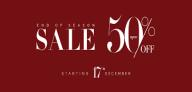 END OF SEASON
SALE upto 50% OFF
STARTING 17th DECEMBER